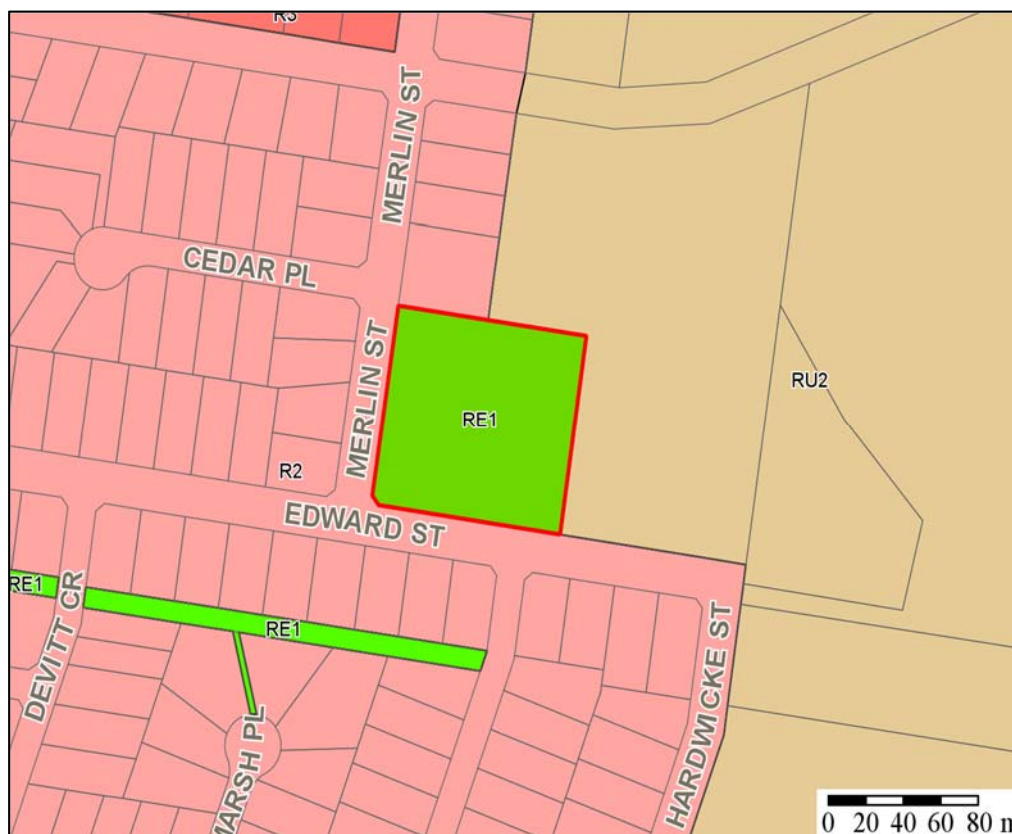 R3
MERLIN ST
CEDAR PL
MERLIN ST
RE1
RU2
R2
EDWARD ST
RE1
DEVITT CR
RE1
HARDWICKE ST
MARSH PL
0 20 40 60 80 m